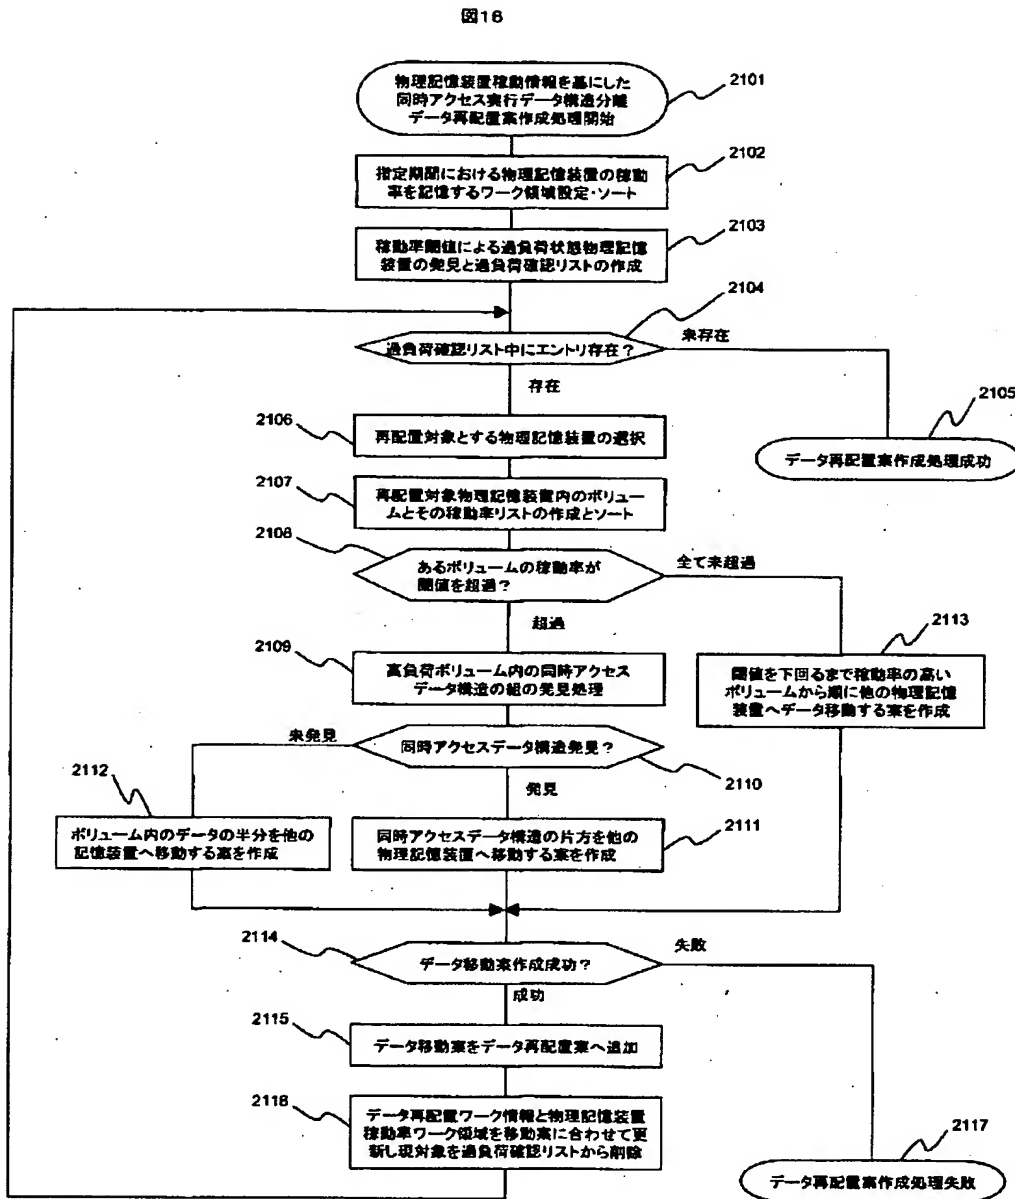 図16
物理記憶装置稼動情報を基にした
同時アクセス実行データ構造分離
データ再配置案作成処理開始
2101
指定期間における物理記憶装置の稼動
率を記憶するワーク領域設定・ソート
2102
稼動率閾値による過負荷状態物理記憶
装置の発見と過負荷確認リストの作成
2103
2104
過負荷確認リスト中にエントリ存在?
未存在
存在
2105
データ再配置案作成処理成功
2106
再配置対象とする物理記憶装置の選択
2107
再配置対象物理記憶装置内のボリュー
ムとその稼動率リストの作成とソート
2108
あるボリュームの稼動率が
閾値を超過?
全て未超過
超過
2113
閾値を下回るまで稼動率の高い
ボリュームから順に他の物理記憶
装置へデータ移動する案を作成
2109
高負荷ボリューム内の同時アクセス
データ構造の組の発見処理
未発見
同時アクセスデータ構造発見?
2110
発見
2112
ボリューム内のデータの半分を他の
記憶装置へ移動する案を作成
同時アクセスデータ構造の片方を他の
物理記憶装置へ移動する案を作成
2111
2114
データ移動案作成成功?
失敗
成功
2115
データ移動案をデータ再配置案へ追加
2116
データ再配置ワーク情報と物理記憶装置
稼動率ワーク領域を移動案に合わせて更
新し現対象を過負荷確認リストから削除
2117
データ再配置案作成処理失敗